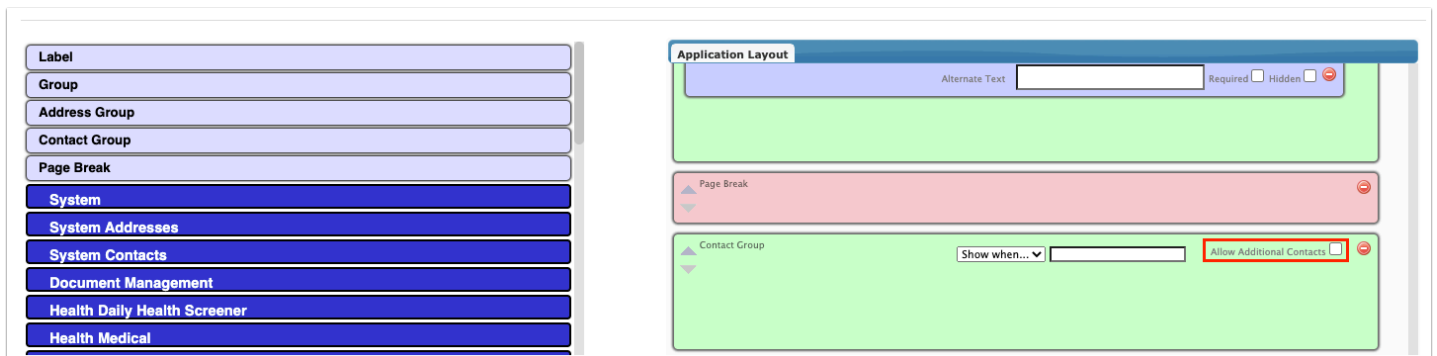 Label
Group
Address Group
Contact Group
Page Break
System
System Addresses
System Contacts
Document Management
Health Daily Health Screener
Health Medical
Application Layout
Alternate Text Required Hidden
Page Break
Contact Group Show when... Allow Additional Contacts